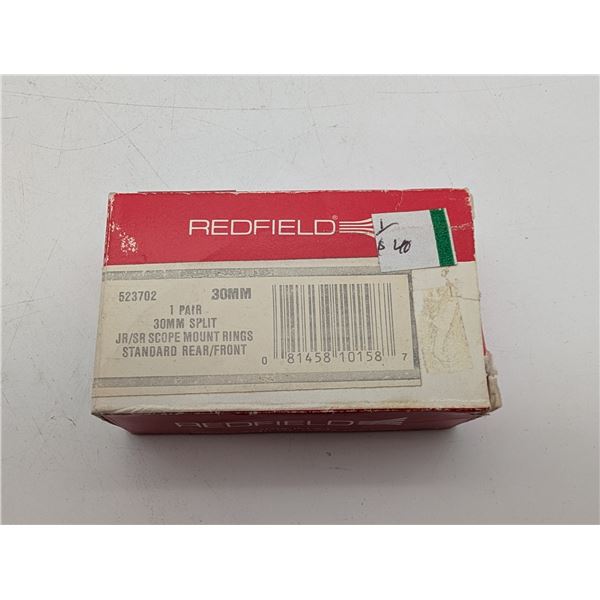 REDFIELD®
✓
$ 40
523702 30MM
1 PAIR
30MM SPLIT
JR/SR SCOPE MOUNT RINGS
STANDARD REAR/FRONT
0 81458 10158 7
REDFIELD